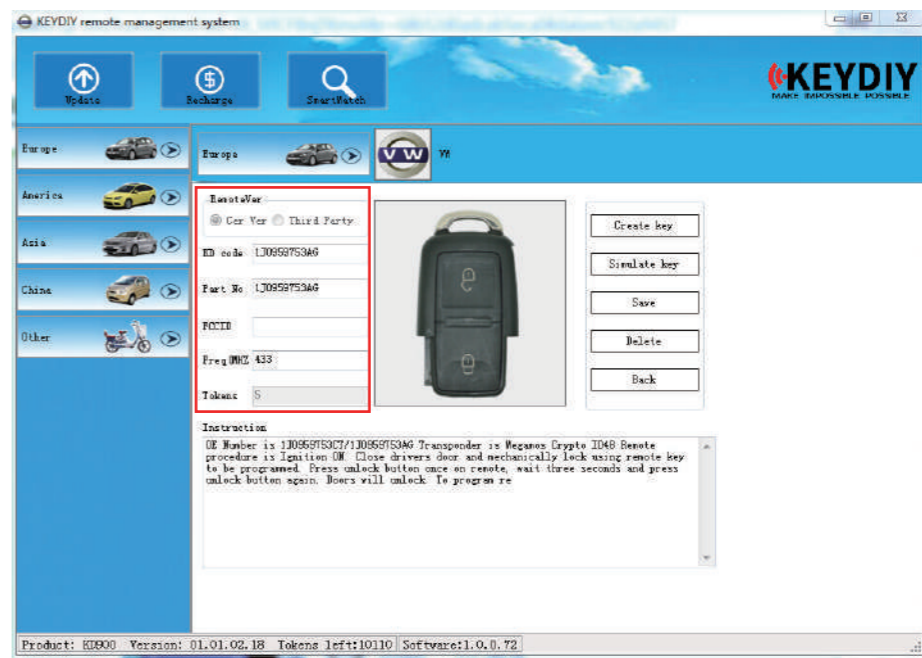 KEYDIY remote management system
Update
Recharge
SmartMatch
KEYDIY
MAKE IMPOSSIBLE POSSIBLE
Europe
America
Asia
China
Other
Europe
VW
VW
RemoteVer
Car Ver Third Party
KD code 1J0959753AG
Part No 1J0959753AG
FCCID
Freq(MHZ 433
Tokens 5
Create key
Simulate key
Save
Delete
Back
Instruction
OE Number is 1J0959753CT/1J0959753AG Transponder is Megamos Crypto ID48 Remote
procedure is Ignition ON. Close drivers door and mechanically lock using remote key
to be programmed. Press unlock button once on remote, wait three seconds and press
unlock button again. Doors will unlock. To program re
Product: KD900 Version: 01.01.02.18 Tokens left:10110 Software:1.0.0.72